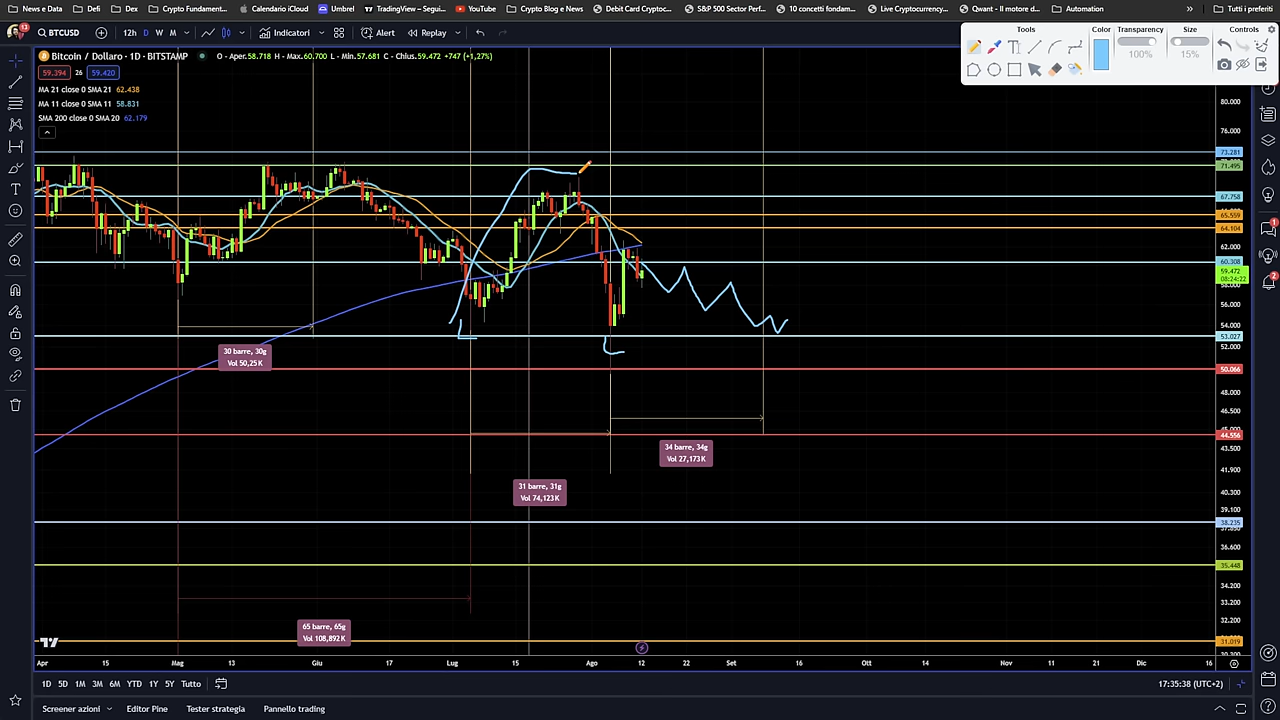 News e Data
Defi
Dex
Crypto Fundament...
Calendario iCloud
Umbrel
TradingView – Segui...
YouTube
Crypto Blog e News
Debit Card Cryptoc...
S&P 500 Sector Perf...
10 concetti fondam...
Live Cryptocurrency...
Qwant - Il motore d...
Automation
»
Tutti i preferiti
13
BTCUSD
12h D W M
Indicatori
Alert
Replay
Tools
Color
Transparency
Size
Controls
100%
15%
Bitcoin / Dollaro · 1D · BITSTAMP
O - Aper.58.718 H - Max.60.700 L - Min.57.681 C - Chius.59.472 +747 (+1,27%)
59.394
26
59.420
MA 21 close 0 SMA 21 62.438
MA 11 close 0 SMA 11 58.831
SMA 200 close 0 SMA 20 62.179
80.000
76.000
73.281
71.495
67.758
65.559
64.104
62.000
60.308
59.472
08:24:22
58.000
56.000
54.000
53.027
52.000
50.066
48.000
46.500
44.556
43.500
41.900
40.300
39.100
38.235
36.600
35.448
34.200
33.200
32.200
31.019
30 barre, 30g
Vol 50,25K
34 barre, 34g
Vol 27,173K
31 barre, 31g
Vol 74,123K
65 barre, 65g
Vol 108,892K
1
2
Apr
15
Mag
13
Giu
17
Lug
15
Ago
12
22
Set
16
Ott
14
Nov
11
21
Dic
16
1D 5D 1M 3M 6M YTD 1Y 5Y Tutto
17:35:38 (UTC+2)
Screener azioni
Editor Pine
Tester strategia
Pannello trading